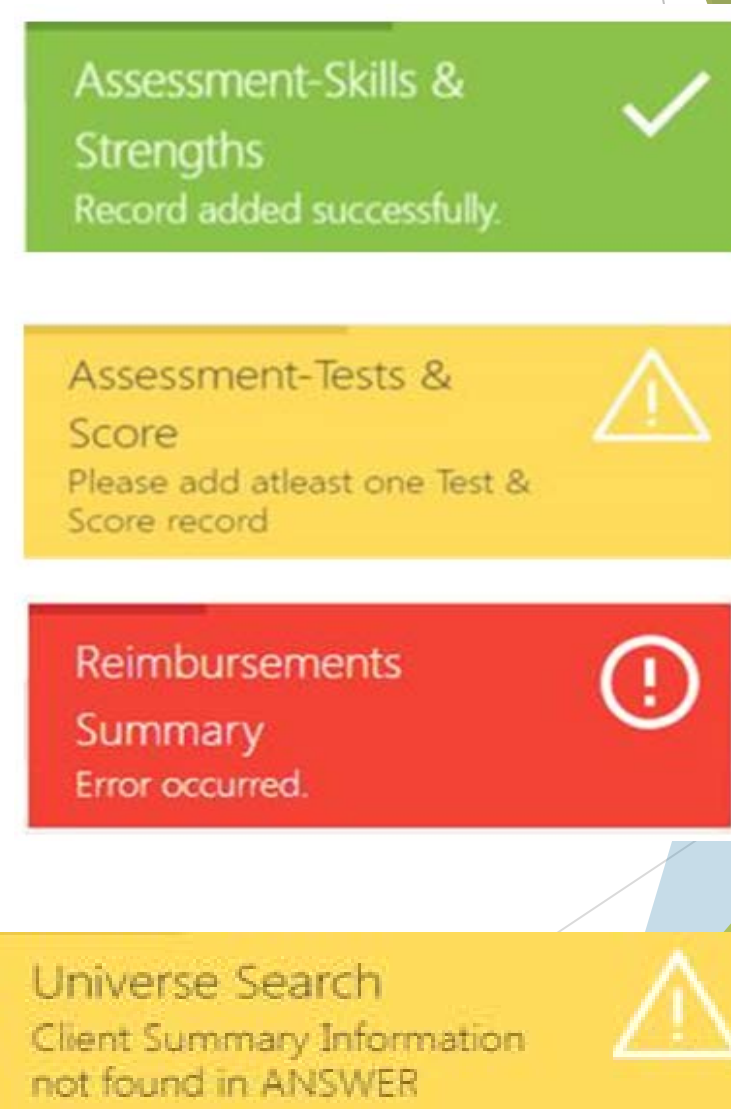 Assessment-Skills &
Strengths
Record added successfully.
Assessment-Tests &
Score
Please add atleast one Test &
Score record
Reimbursements
Summary
Error occurred.
Universe Search
Client Summary Information
not found in ANSWER